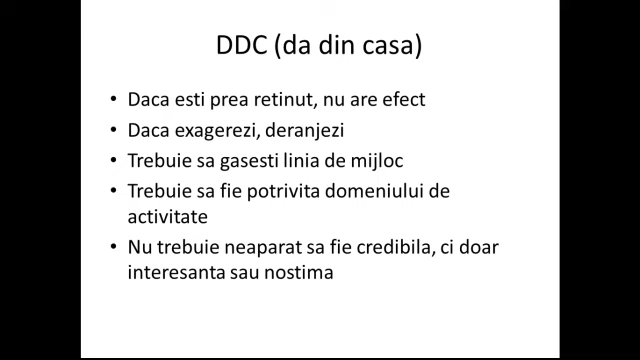 DDC (da din casa)
• Daca esti prea retinut, nu are efect
• Daca exagerezi, deranjezi
• Trebuie sa gasesti linia de mijloc
• Trebuie sa fie potrivita domeniului de
activitate
• Nu trebuie neaparat sa fie credibila, ci doar
interesanta sau nostima